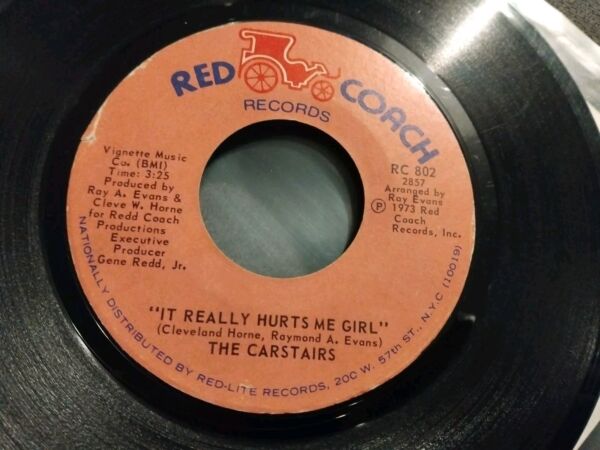 RED COACH
RECORDS
Vignette Music
Co. (BMI)
Time: 3:25
Produced by
Ray A. Evans &
Cleve W. Horne
for Redd Coach
Productions
Executive
Producer
Gene Redd, Jr.
RC 802
2857
Arranged by
Ray Evans
Ⓟ 1973 Red
Coach
Records, Inc.
"IT REALLY HURTS ME GIRL"
(Cleveland Horne, Raymond A. Evans)
THE CARSTAIRS
NATIONALLY DISTRIBUTED BY RED-LITE RECORDS, 200 W. 57th ST., N.Y.C (10019)